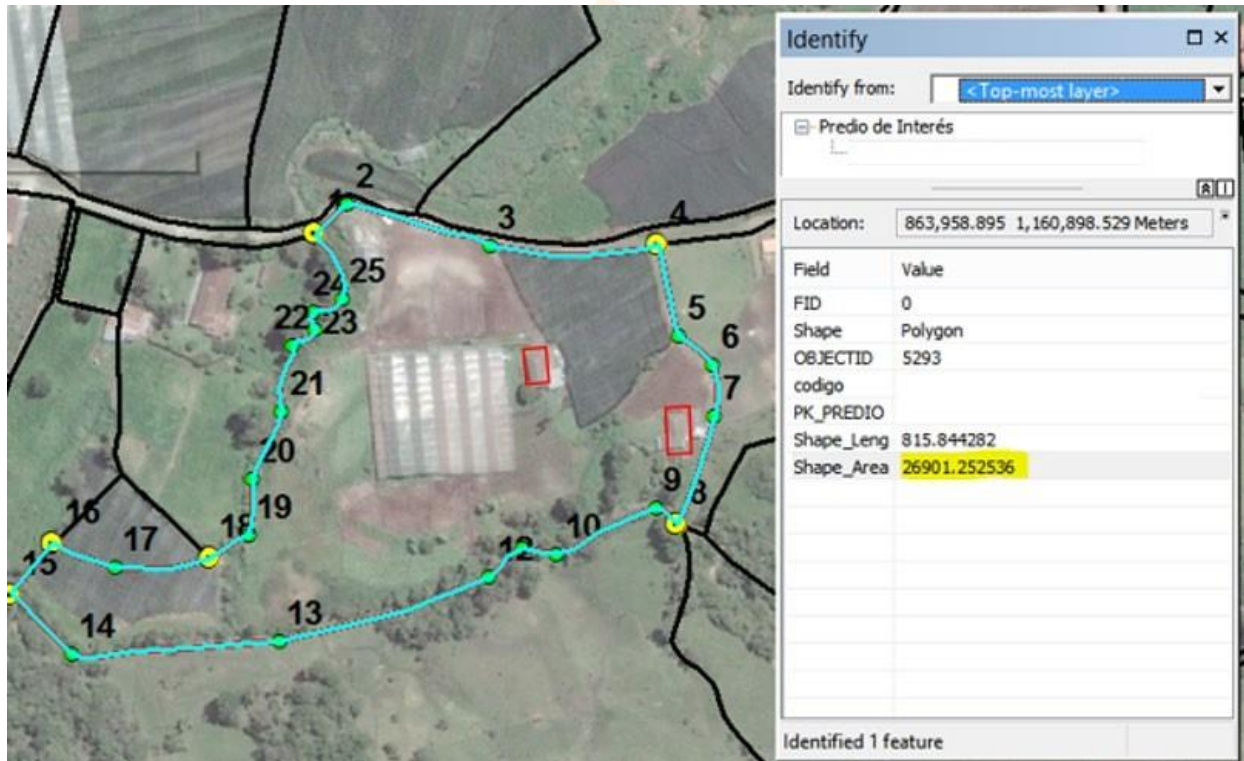 1
2
3
4
24
25
22
23
5
6
21
7
20
9
8
16
19
18
10
17
12
15
13
14
Identify
Identify from: <Top-most layer>
Predio de Interés
Location: 863,958.895 1,160,898.529 Meters
Field Value
FID 0
Shape Polygon
OBJECTID 5293
codigo
PK_PREDIO
Shape_Leng 815.844282
Shape_Area 26901.252536
Identified 1 feature